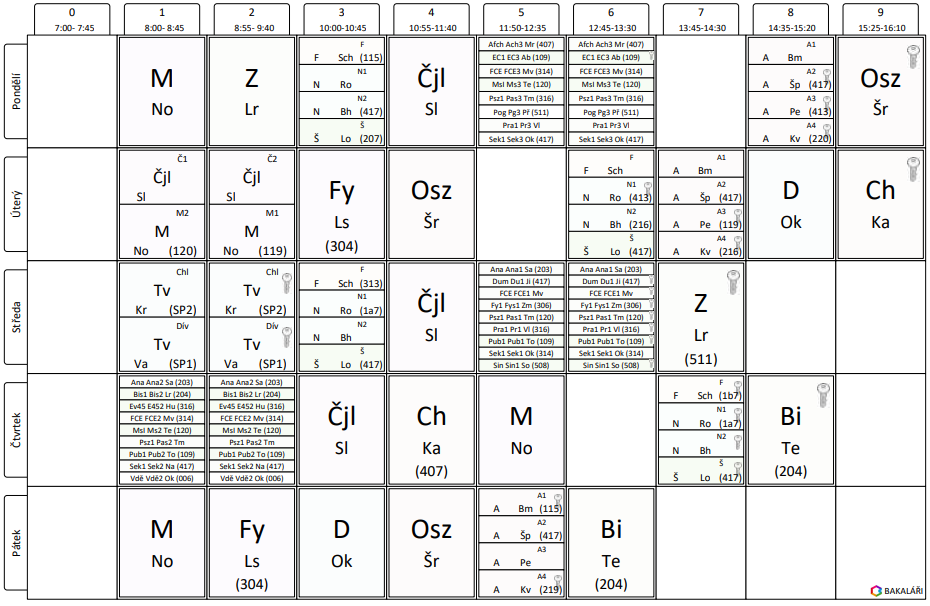 0 1 2 3 4 5 6 7 8 9
7:00- 7:45 8:00- 8:45 8:55- 9:40 10:00-10:45 10:55-11:40 11:50-12:35 12:45-13:30 13:45-14:30 14:35-15:20 15:25-16:10
Pondělí
M
No
Z
Lr
F
F Sch (115)
N1
N Ro
N2
N Bh (417)
Š
Š Lo (207)
Čjl
Sl
Afch Ach3 Mr (407)
EC1 EC3 Ab (109)
FCE FCE3 Mv (314)
MsI Ms3 Te (120)
Psz1 Pas3 Tm (316)
Pog Pg3 Př (511)
Pra1 Pr3 Vl
Sek1 Sek3 Ok (417)
Afch Ach3 Mr (407)
EC1 EC3 Ab (109)
FCE FCE3 Mv (314)
MsI Ms3 Te (120)
Psz1 Pas3 Tm (316)
Pog Pg3 Př (511)
Pra1 Pr3 Vl
Sek1 Sek3 Ok (417)
A1
A Bm
A2
A Šp (417)
A3
A Pe (413)
A4
A Kv (220)
Osz
Šr
Úterý
Č1
Čjl
Sl
M2
M
No (120)
Č2
Čjl
Sl
M1
M
No (119)
Fy
Ls
(304)
Osz
Šr
F
F Sch
N1
N Ro (413)
N2
N Bh (216)
Š
Š Lo (417)
A1
A Bm
A2
A Šp (417)
A3
A Pe (119)
A4
A Kv (216)
D
Ok
Ch
Ka
Středa
Chl
Tv
Kr (SP2)
Dív
Tv
Va (SP1)
Chl
Tv
Kr (SP2)
Dív
Tv
Va (SP1)
F
F Sch (313)
N1
N Ro (1a7)
N2
N Bh
Š
Š Lo (417)
Čjl
Sl
Ana Ana1 Sa (203)
Dum Du1 Ji (417)
FCE FCE1 Mv
Fy1 Fys1 Zm (306)
Psz1 Pas1 Tm (120)
Pra1 Pr1 Vl (316)
Pub1 Pub1 To (109)
Sek1 Sek1 Ok (314)
Sin Sin1 So (508)
Ana Ana1 Sa (203)
Dum Du1 Ji (417)
FCE FCE1 Mv
Fy1 Fys1 Zm (306)
Psz1 Pas1 Tm (120)
Pra1 Pr1 Vl (316)
Pub1 Pub1 To (109)
Sek1 Sek1 Ok (314)
Sin Sin1 So (508)
Z
Lr
(511)
Čtvrtek
Ana Ana2 Sa (203)
Bis1 Bis2 Lr (204)
Ev45 E452 Hu (316)
FCE FCE2 Mv (314)
MsI Ms2 Te (120)
Psz1 Pas2 Tm
Pub1 Pub2 To (109)
Sek1 Sek2 Na (417)
Vdě Vdě2 Ok (006)
Ana Ana2 Sa (203)
Bis1 Bis2 Lr (204)
Ev45 E452 Hu (316)
FCE FCE2 Mv (314)
MsI Ms2 Te (120)
Psz1 Pas2 Tm
Pub1 Pub2 To (109)
Sek1 Sek2 Na (417)
Vdě Vdě2 Ok (006)
Čjl
Sl
Ch
Ka
(407)
M
No
F
F Sch (1b7)
N1
N Ro (1a7)
N2
N Bh
Š
Š Lo (417)
Bi
Te
(204)
Pátek
M
No
Fy
Ls
(304)
D
Ok
Osz
Šr
A1
A Bm (115)
A2
A Šp (417)
A3
A Pe
A4
A Kv (219)
Bi
Te
(204)
BAKALÁŘI